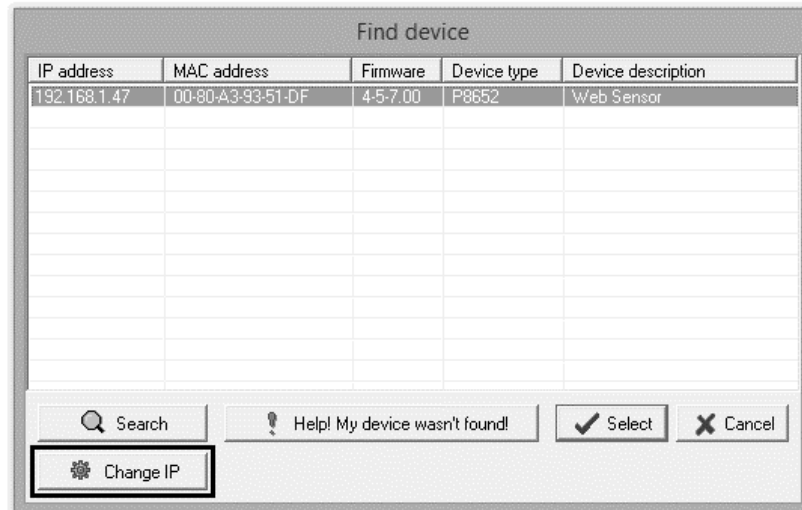 Find device
IP address MAC address Firmware Device type Device description
192.168.1.47 00-80-A3-93-51-DF 4-5-7.00 P8652 Web Sensor
Search Help! My device wasn't found! Select Cancel
Change IP